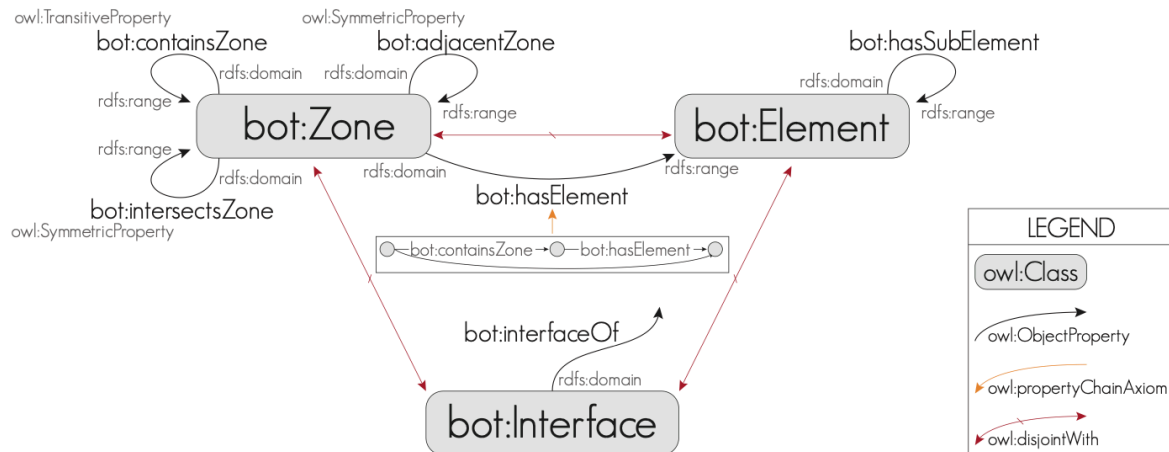 owl:TransitiveProperty
bot:containsZone
rdfs:domain
rdfs:range
owl:SymmetricProperty
bot:adjacentZone
rdfs:domain
rdfs:range
bot:hasSubElement
rdfs:domain
rdfs:range
bot:Zone
bot:Element
rdfs:range
rdfs:domain
bot:intersectsZone
owl:SymmetricProperty
rdfs:domain
rdfs:range
bot:hasElement
bot:containsZone
bot:hasElement
bot:interfaceOf
rdfs:domain
bot:Interface
LEGEND
owl:Class
owl:ObjectProperty
owl:propertyChainAxiom
owl:disjointWith